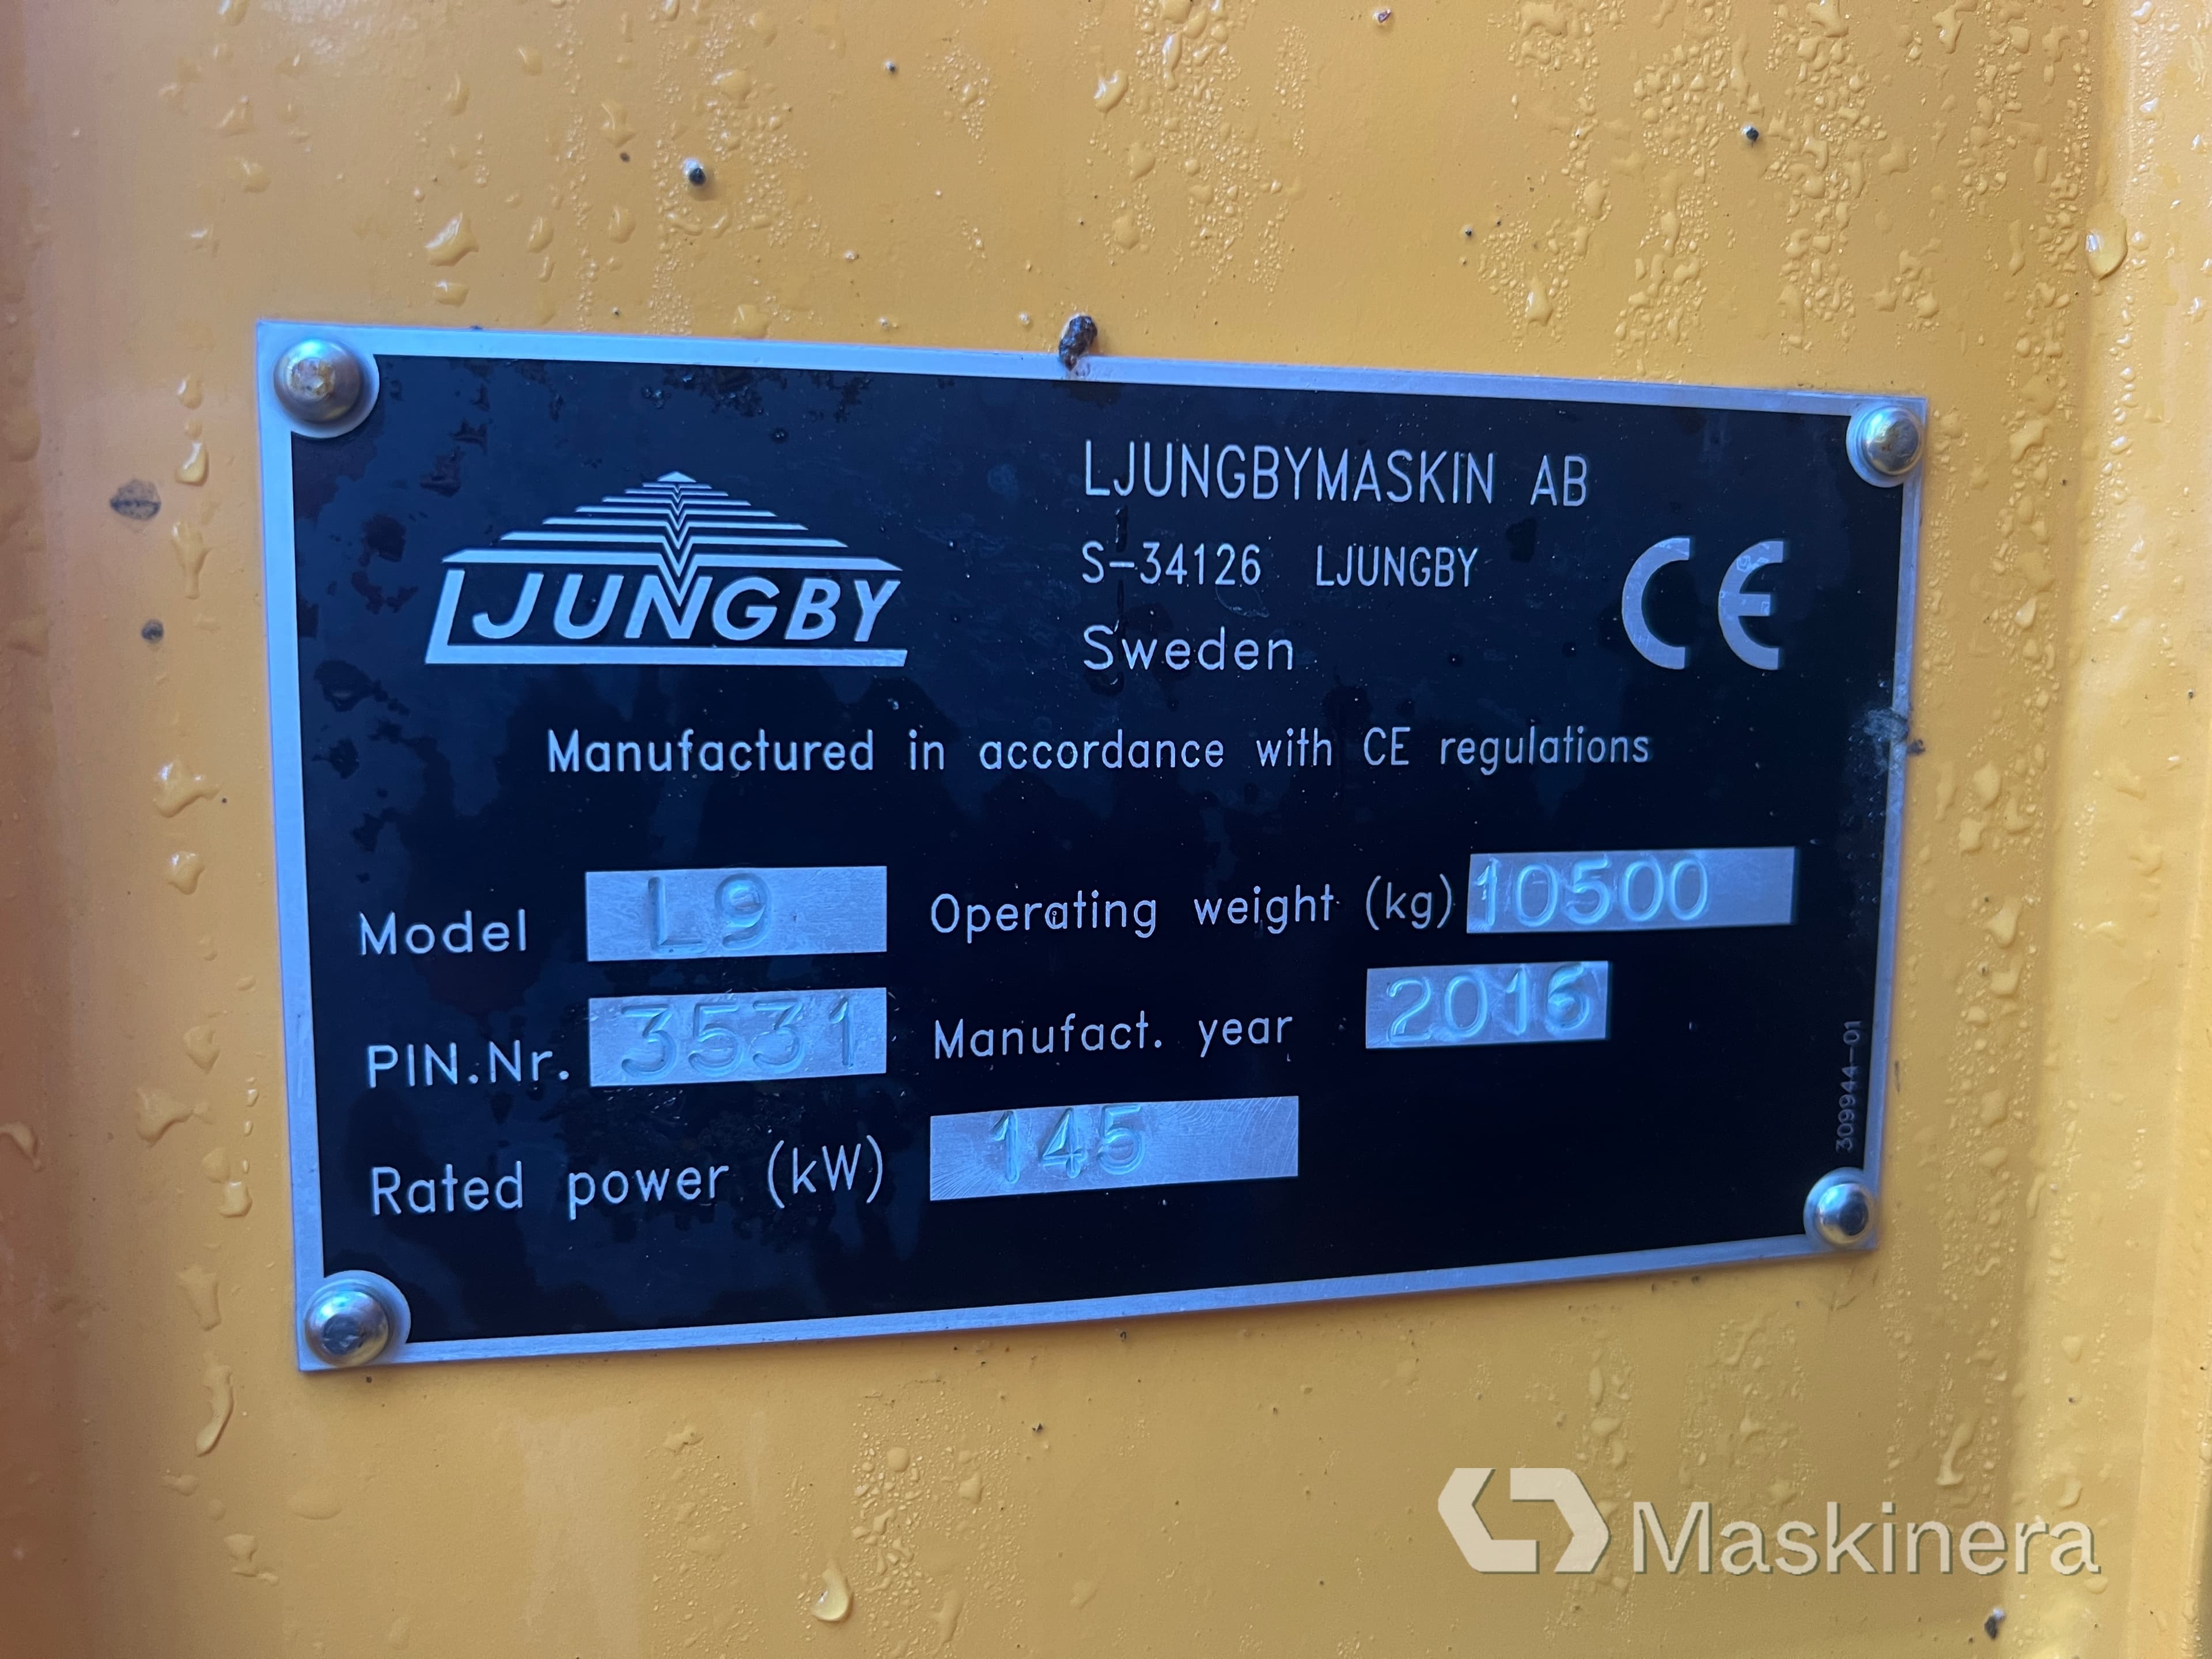 LJUNGBY
LJUNGBYMASKIN AB
S-34126 LJUNGBY
Sweden
CE
Manufactured in accordance with CE regulations
Model L9 Operating weight (kg) 10500
PIN.Nr. 3531 Manufact. year 2016
Rated power (kW) 145
309944-01
Maskinera